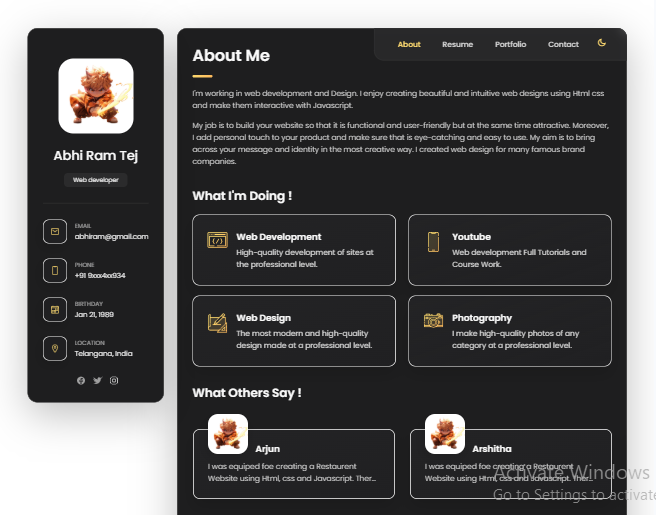 Abhi Ram Tej
Web developer
EMAIL
abhiram@gmail.com
PHONE
+91 9xxx4xx934
BIRTHDAY
Jan 21, 1989
LOCATION
Telangana, India
About Resume Portfolio Contact
About Me
I'm working in web development and Design. I enjoy creating beautiful and intuitive web designs using Html css
and make them interactive with Javascript.
My job is to build your website so that it is functional and user-friendly but at the same time attractive. Moreover,
I add personal touch to your product and make sure that is eye-catching and easy to use. My aim is to bring
across your message and identity in the most creative way. I created web design for many famous brand
companies.
What I'm Doing !
Web Development
High-quality development of sites at
the professional level.
Youtube
Web development Full Tutorials and
Course Work.
Web Design
The most modern and high-quality
design made at a professional level.
Photography
I make high-quality photos of any
category at a professional level.
What Others Say !
Arjun
I was equiped foe creating a Restaurent
Website using Html, css and Javascript. Ther...
Arshitha
I was equiped foe creating a Restaurent
Website using Html, css and Javascript. Ther...
Activate Windows
Go to Settings to activate